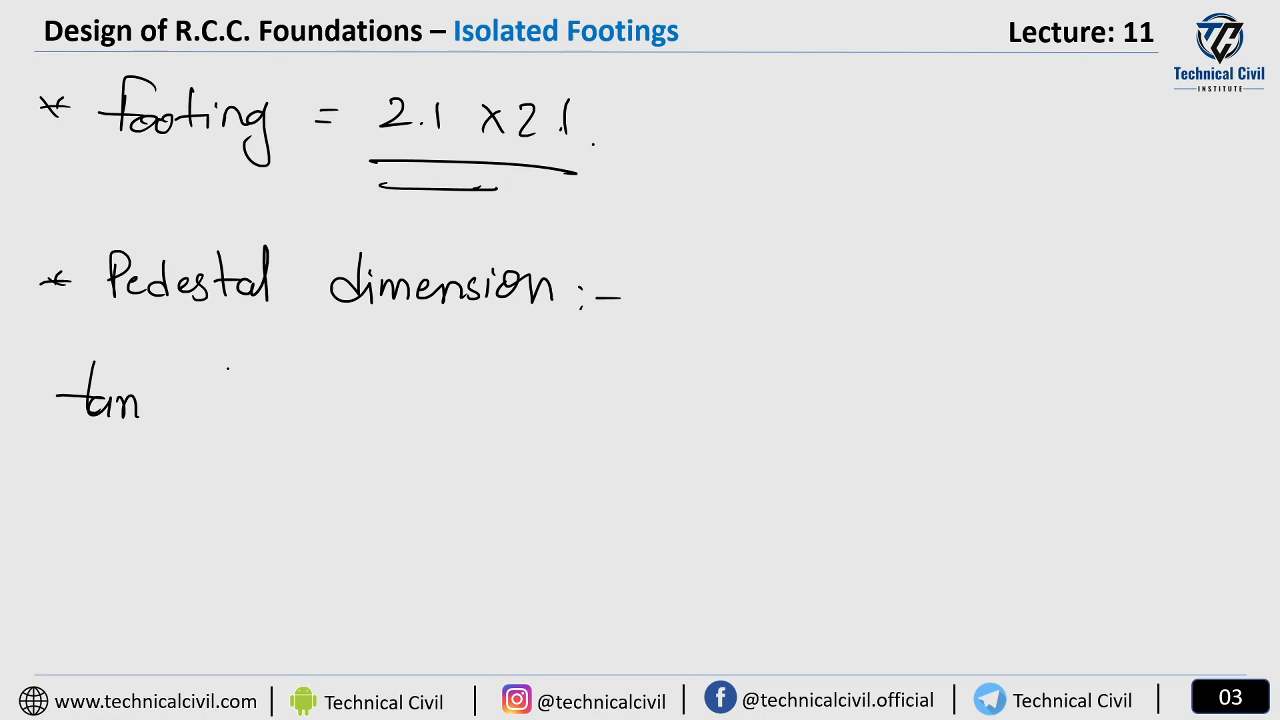 Design of R.C.C. Foundations – Isolated Footings
Lecture: 11
Technical Civil
INSTITUTE
* footing = 2.1 x 2.1
* Pedestal dimension :-
tan
www.technicalcivil.com
Technical Civil
@technicalcivil
@technicalcivil.official
Technical Civil
03